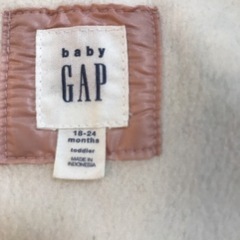 baby
GAP
18-24
months
toddler
MADE IN
INDONESIA